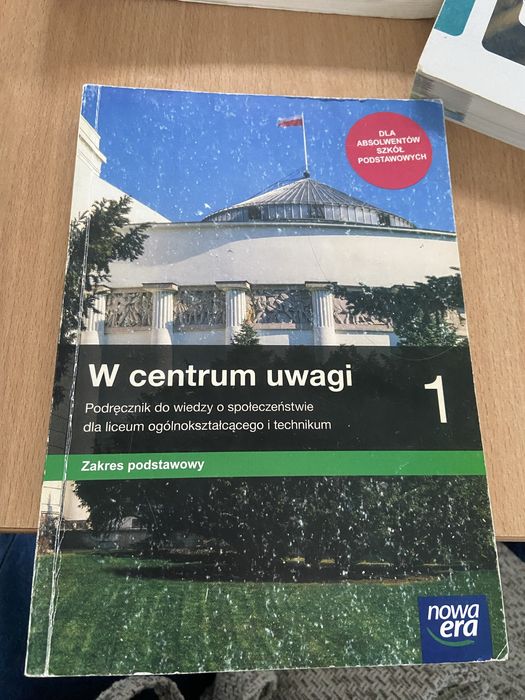 DLA
ABSOLWENTÓW
SZKÓŁ
PODSTAWOWYCH
W centrum uwagi
1
Podręcznik do wiedzy o społeczeństwie
dla liceum ogólnokształcącego i technikum
Zakres podstawowy
nowa
era